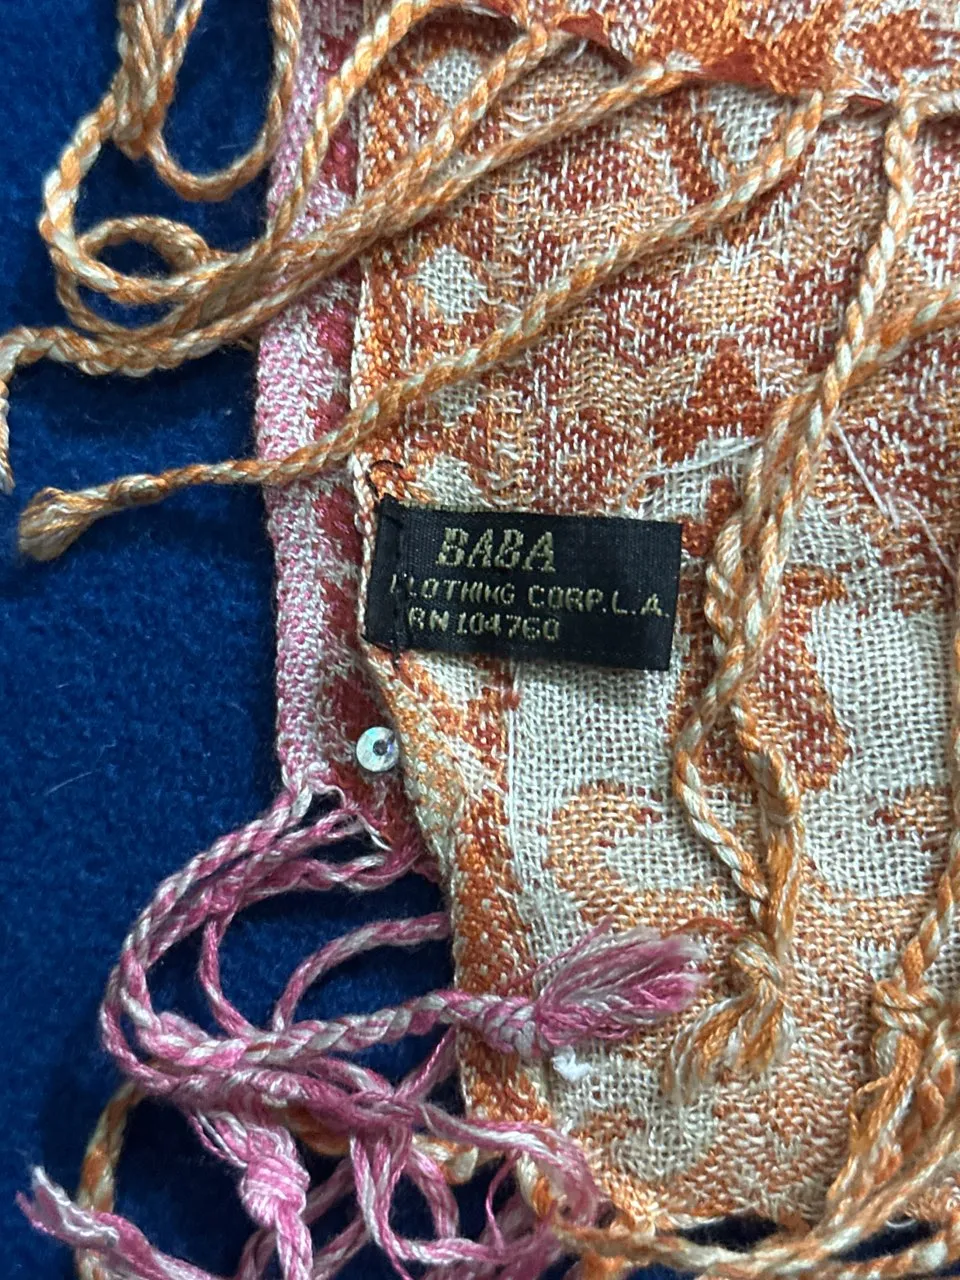 BABA
CLOTHING CORP. L.A.
RN 104760